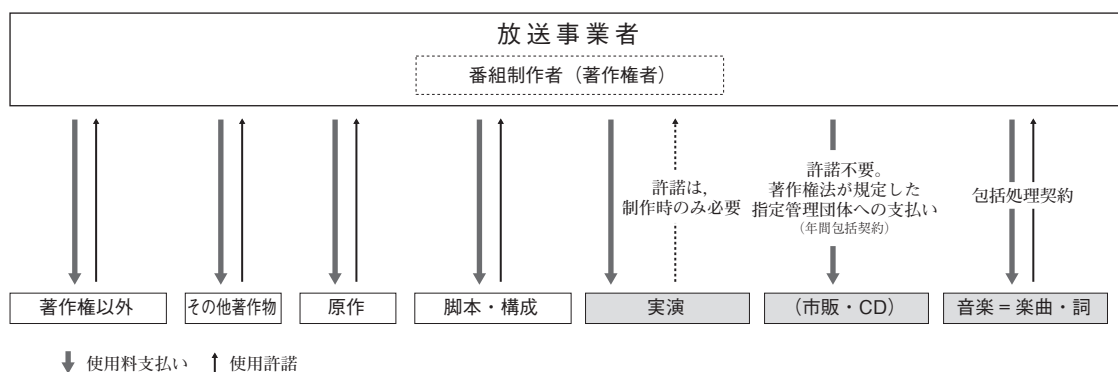 放送事業者
番組制作者（著作権者）
許諾は，
制作時のみ必要
許諾不要。
著作権法が規定した
指定管理団体への支払い
（年間包括契約）
包括処理契約
著作権以外
その他著作物
原作
脚本・構成
実演
（市販・CD）
音楽＝楽曲・詞
使用料支払い
使用許諾